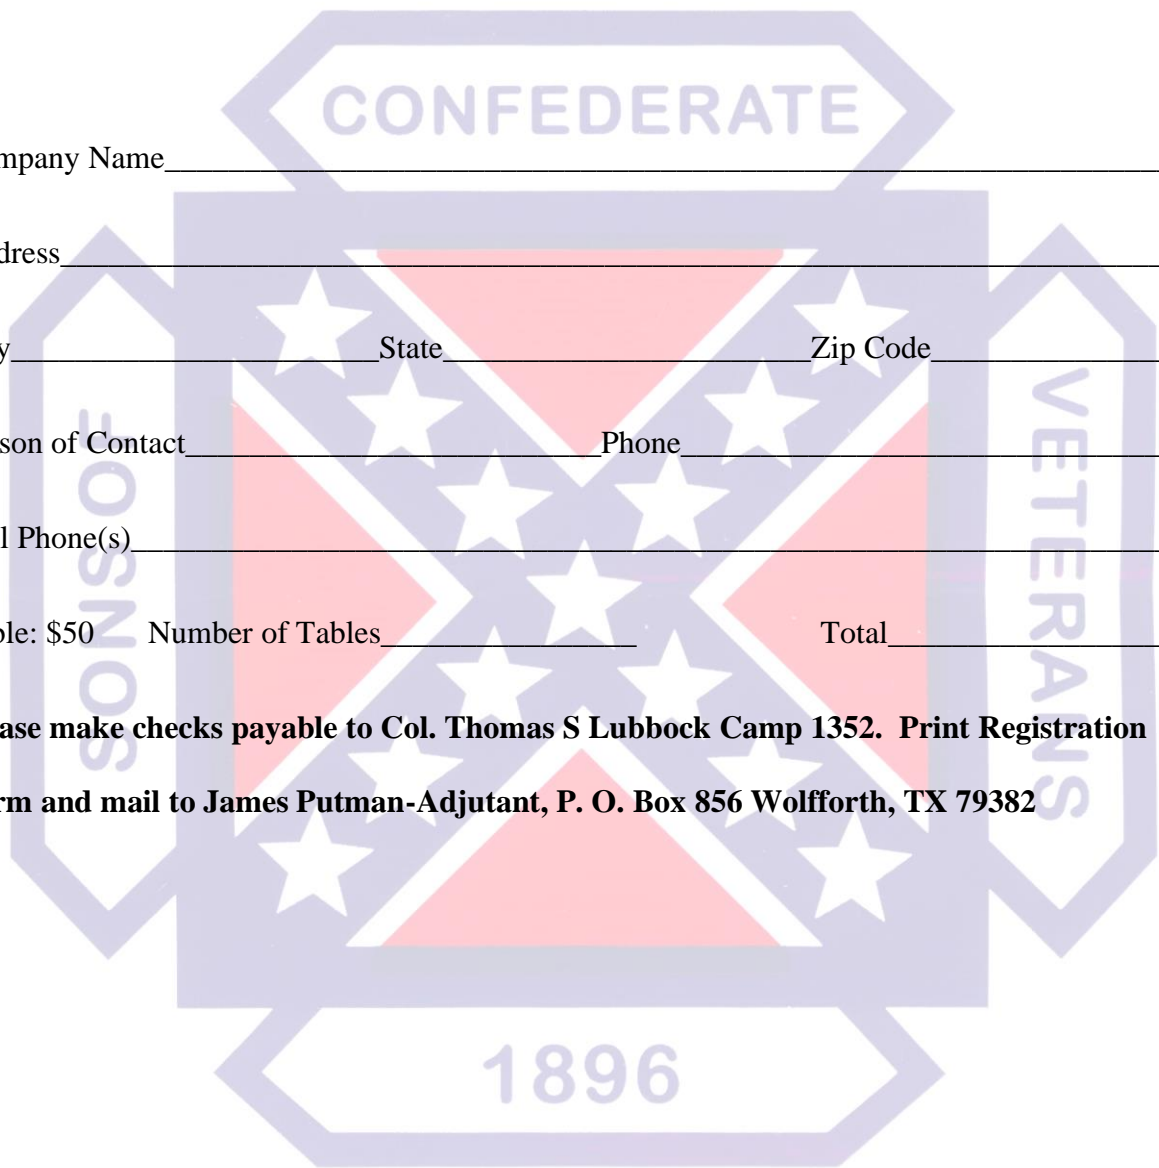 CONFEDERATE
mpany Name
dress
y State Zip Code
son of Contact Phone
l Phone(s)
ble: $50 Number of Tables Total
ase make checks payable to Col. Thomas S Lubbock Camp 1352. Print Registration
rm and mail to James Putman-Adjutant, P. O. Box 856 Wolfforth, TX 79382
SONS OF
VETERANS
1896